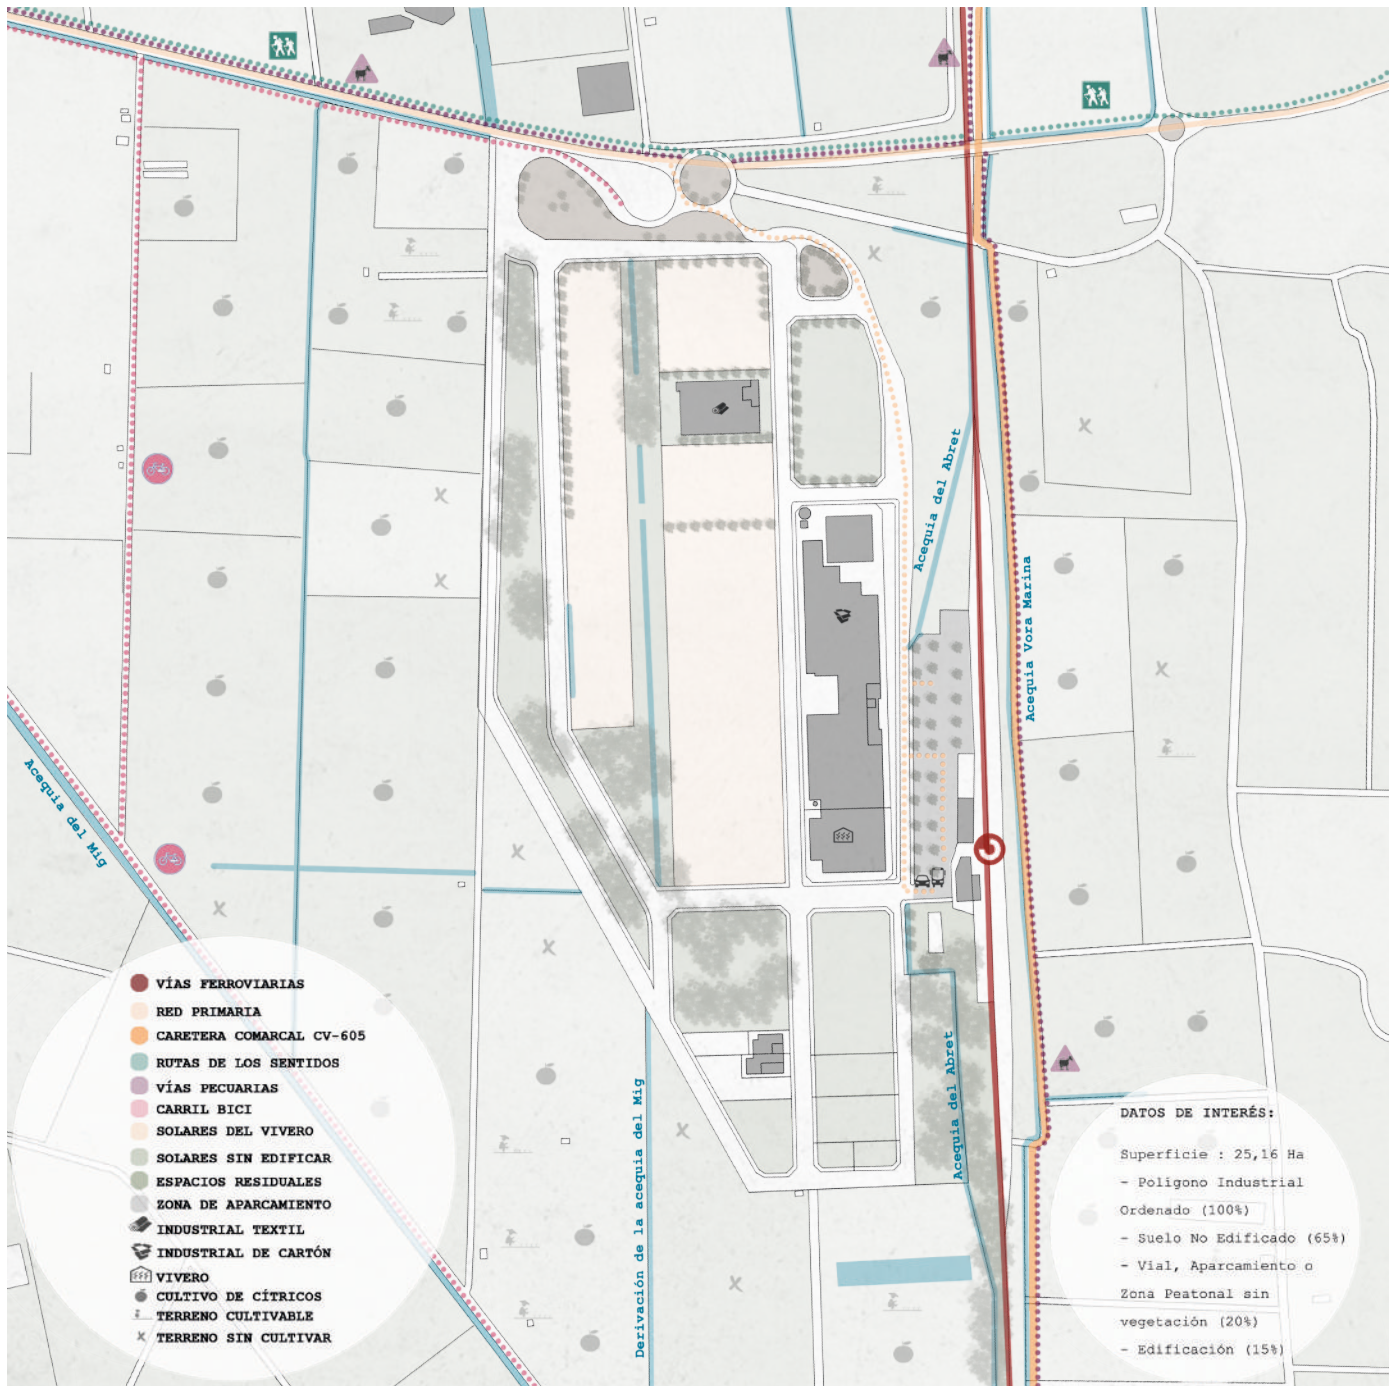 Acequia del Abret
Acequia Vora Marina
Acequia del Mig
Derivación de la acequia del Mig
Acequia del Abret
VÍAS FERROVIARIAS
RED PRIMARIA
CARETERA COMARCAL CV-605
RUTAS DE LOS SENTIDOS
VÍAS PECUARIAS
CARRIL BICI
SOLARES DEL VIVERO
SOLARES SIN EDIFICAR
ESPACIOS RESIDUALES
ZONA DE APARCAMIENTO
INDUSTRIAL TEXTIL
INDUSTRIAL DE CARTÓN
VIVERO
CULTIVO DE CÍTRICOS
TERRENO CULTIVABLE
TERRENO SIN CULTIVAR
DATOS DE INTERÉS:
Superficie : 25,16 Ha
- Poligono Industrial
Ordenado (100%)
- Suelo No Edificado (65%)
- Vial, Aparcamiento o
Zona Peatonal sin
vegetación (20%)
- Edificación (15%)